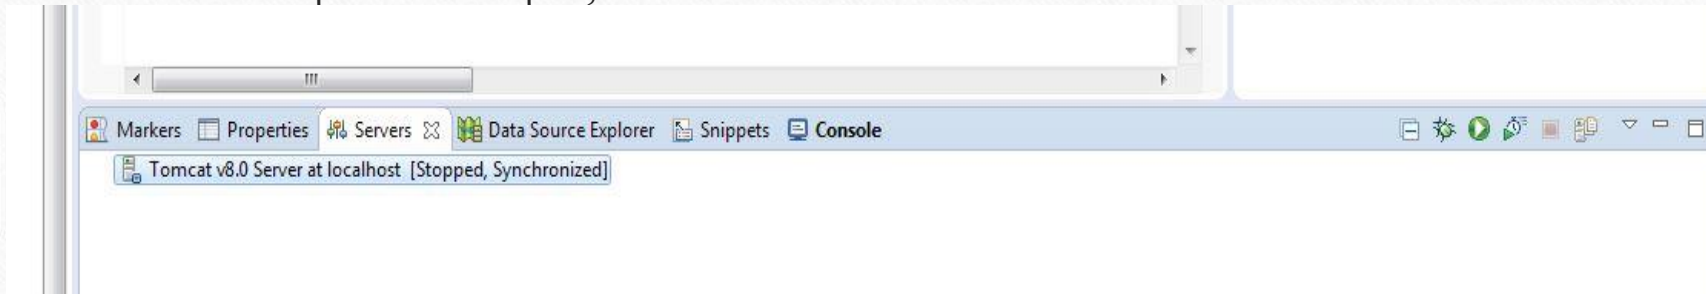 Markers Properties Servers Data Source Explorer Snippets Console
Tomcat v8.0 Server at localhost [Stopped, Synchronized]